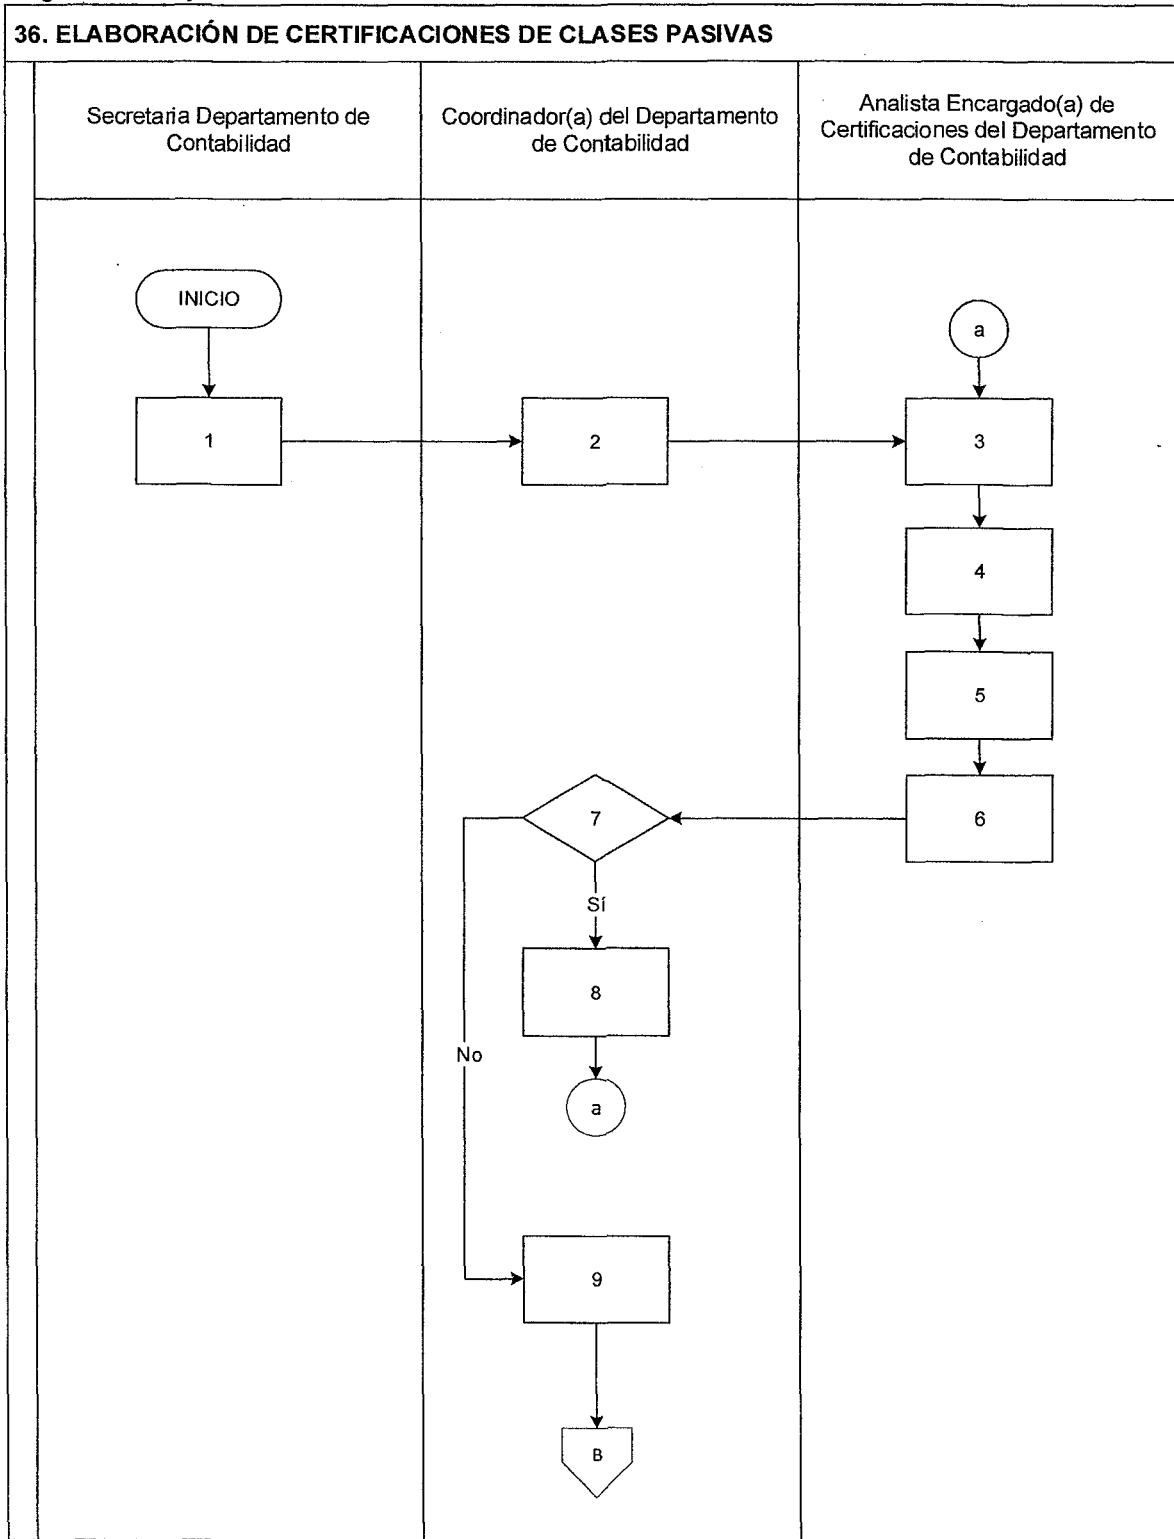 36. ELABORACIÓN DE CERTIFICACIONES DE CLASES PASIVAS
Secretaria Departamento de
Contabilidad
Coordinador(a) del Departamento
de Contabilidad
Analista Encargado(a) de
Certificaciones del Departamento
de Contabilidad
INICIO
a
1
2
3
4
5
6
7
Sí
8
No
a
9
B